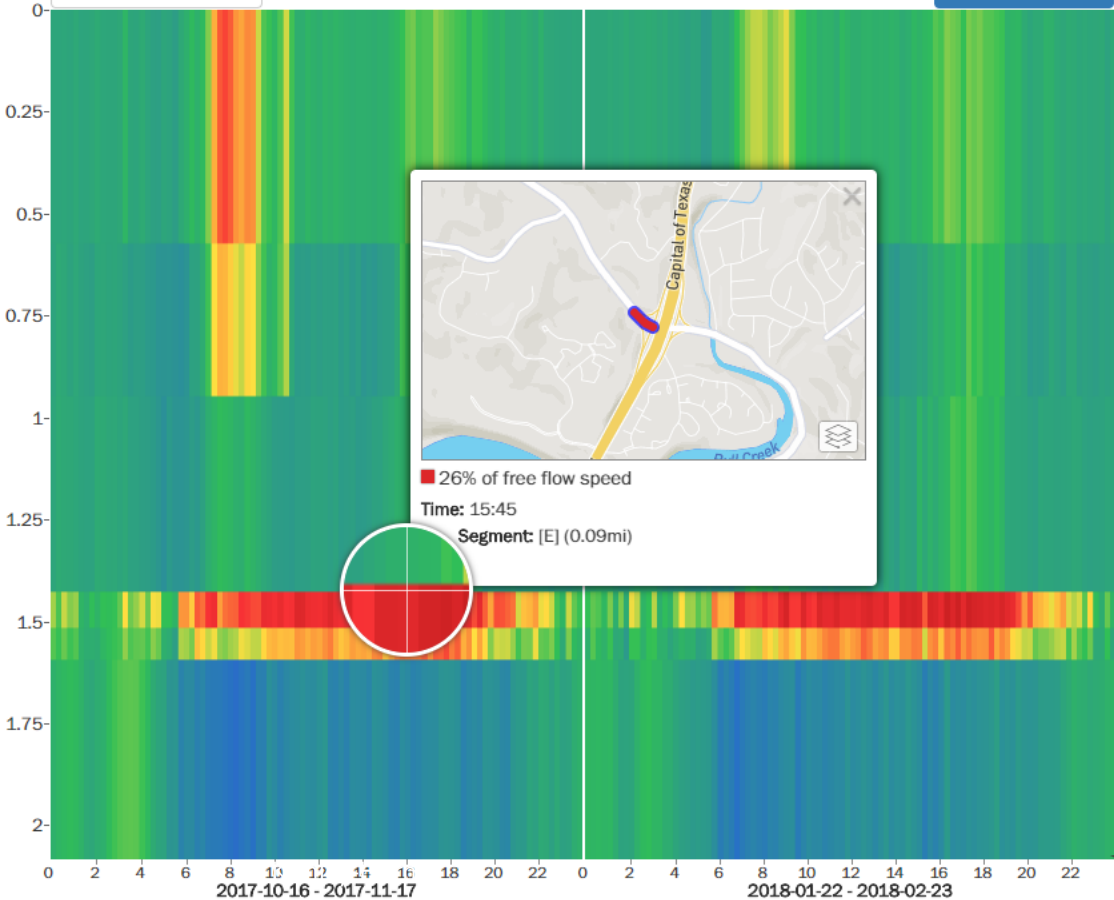 0
0.25
0.5
0.75
1
1.25
1.5
1.75
2
Capital of Texas
Bull Creek
26% of free flow speed
Time: 15:45
Segment: [E] (0.09mi)
0 2 4 6 8 10 12 14 16 18 20 22 0 2 4 6 8 10 12 14 16 18 20 22
2017-10-16 - 2017-11-17 2018-01-22 - 2018-02-23